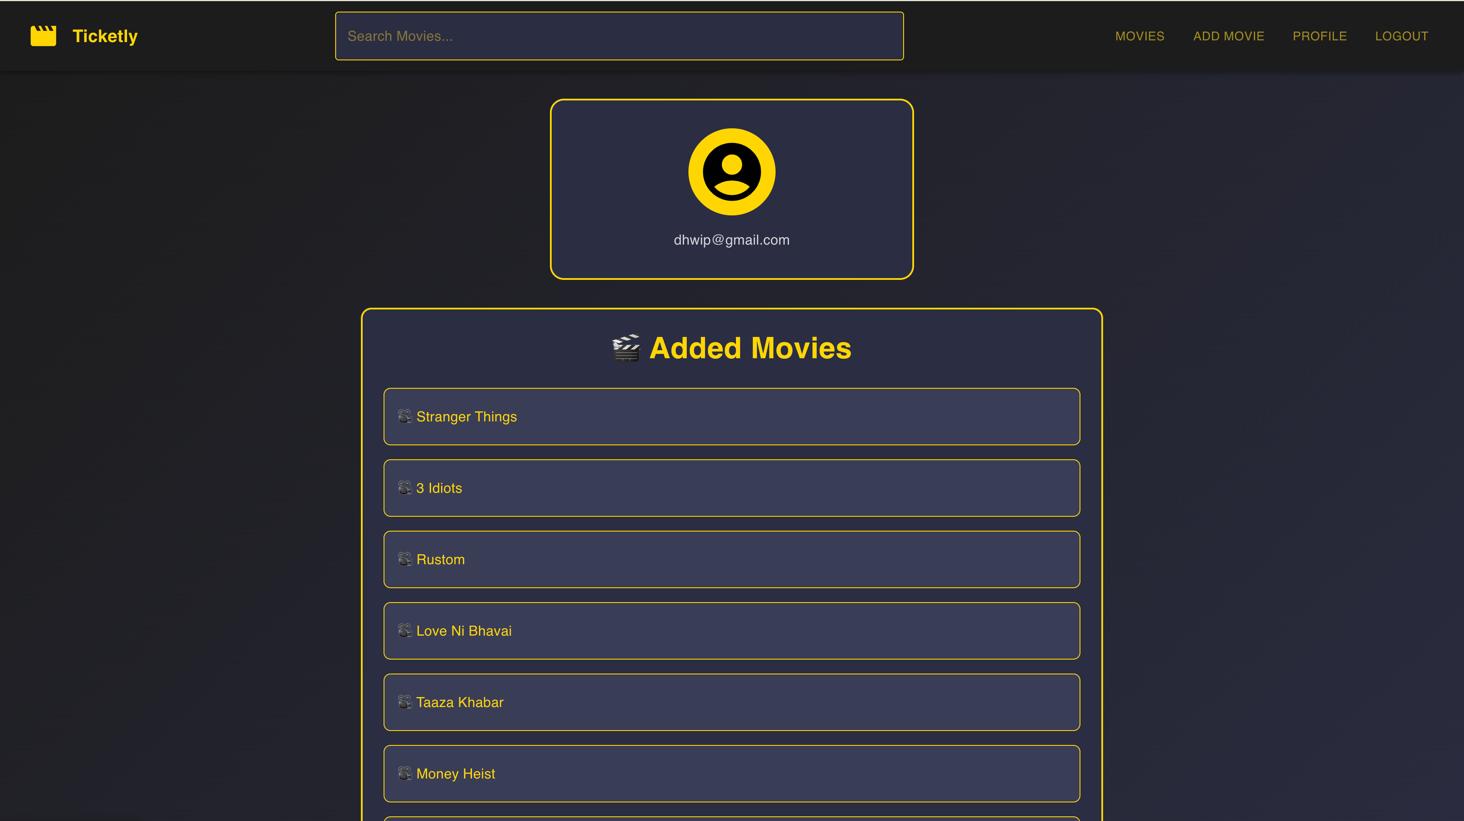 Ticketly
Search Movies...
MOVIES
ADD MOVIE
PROFILE
LOGOUT
dhwip@gmail.com
🎬 Added Movies
🎥 Stranger Things
🎥 3 Idiots
🎥 Rustom
🎥 Love Ni Bhavai
🎥 Taaza Khabar
🎥 Money Heist